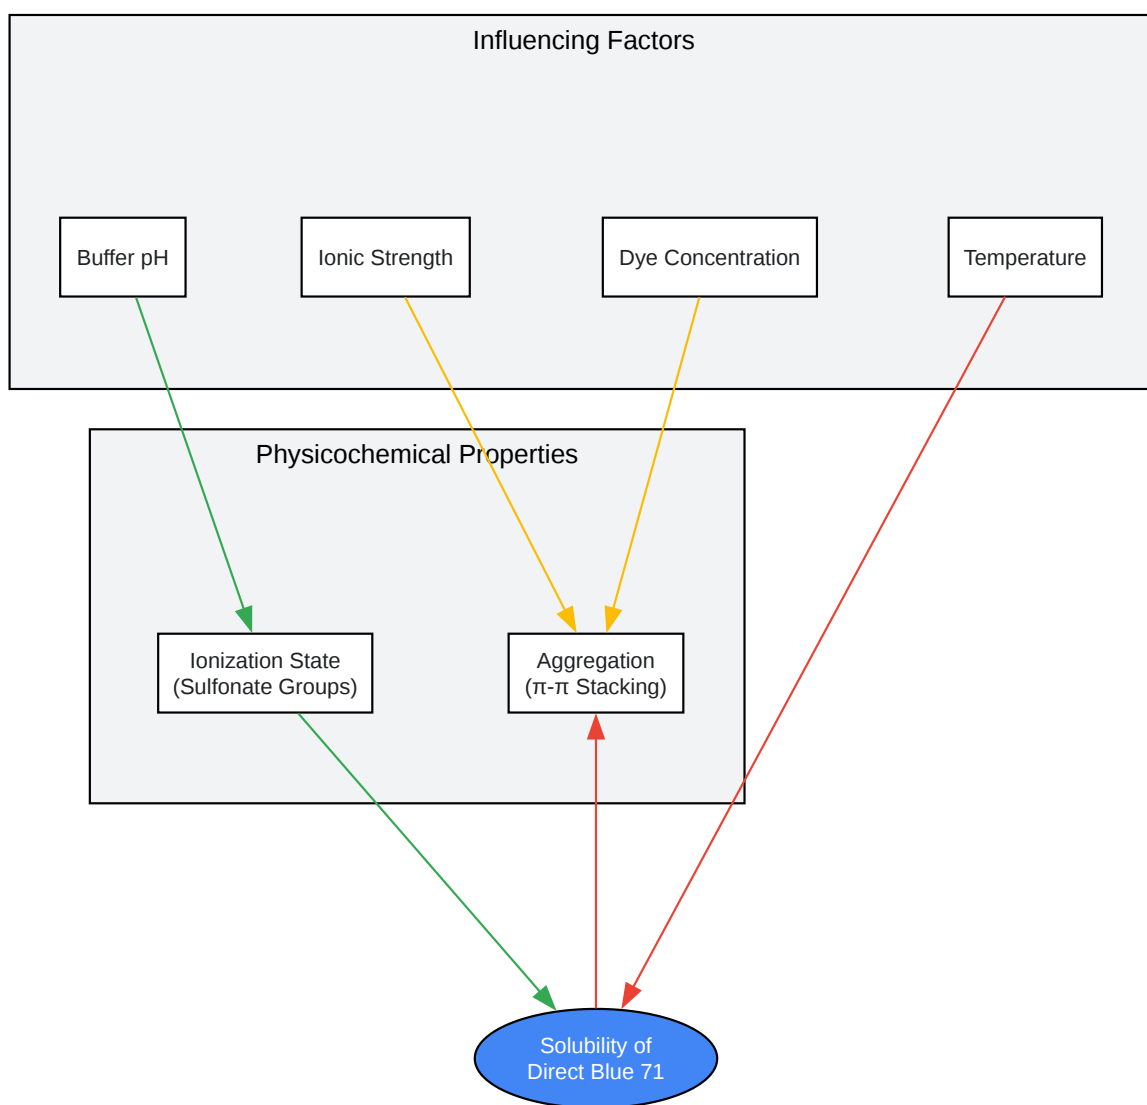 Influencing Factors
Buffer pH
Ionic Strength
Dye Concentration
Temperature
Physicochemical Properties
Ionization State
(Sulfonate Groups)
Aggregation
(π-π Stacking)
Solubility of
Direct Blue 71